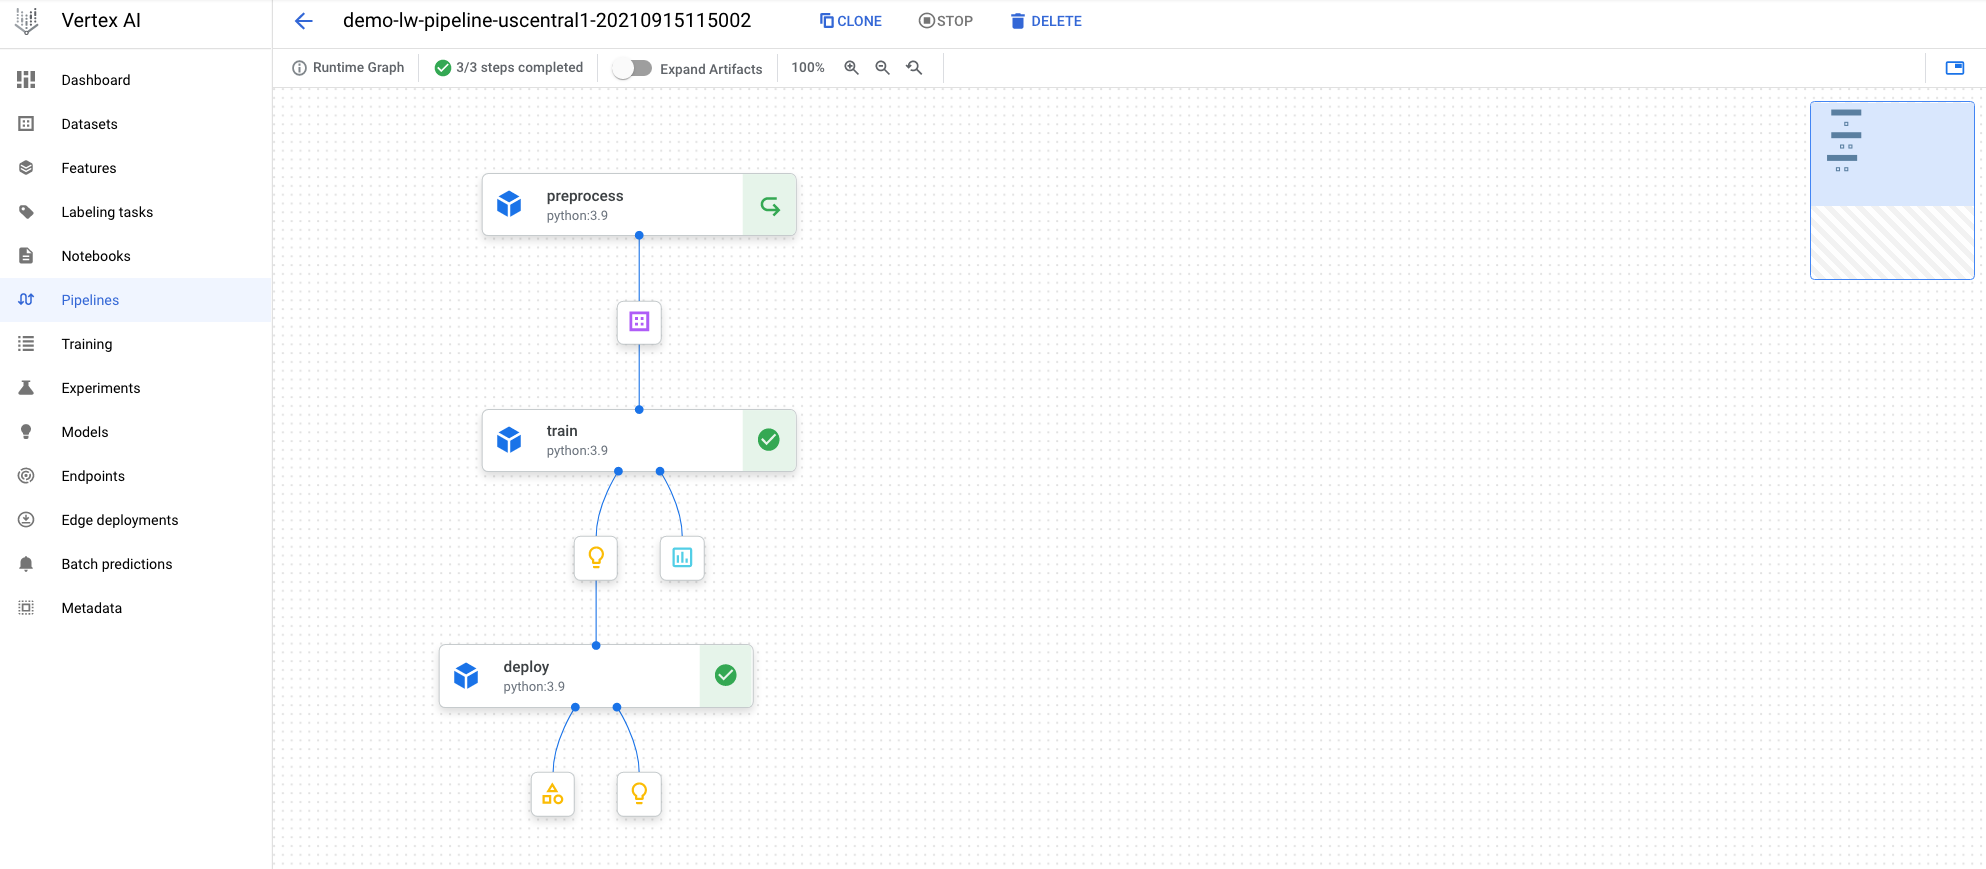 Vertex AI
demo-lw-pipeline-uscentral1-20210915115002
CLONE
STOP
DELETE
Runtime Graph
3/3 steps completed
Expand Artifacts
100%
Dashboard
Datasets
Features
Labeling tasks
Notebooks
Pipelines
Training
Experiments
Models
Endpoints
Edge deployments
Batch predictions
Metadata
preprocess
python:3.9
train
python:3.9
deploy
python:3.9